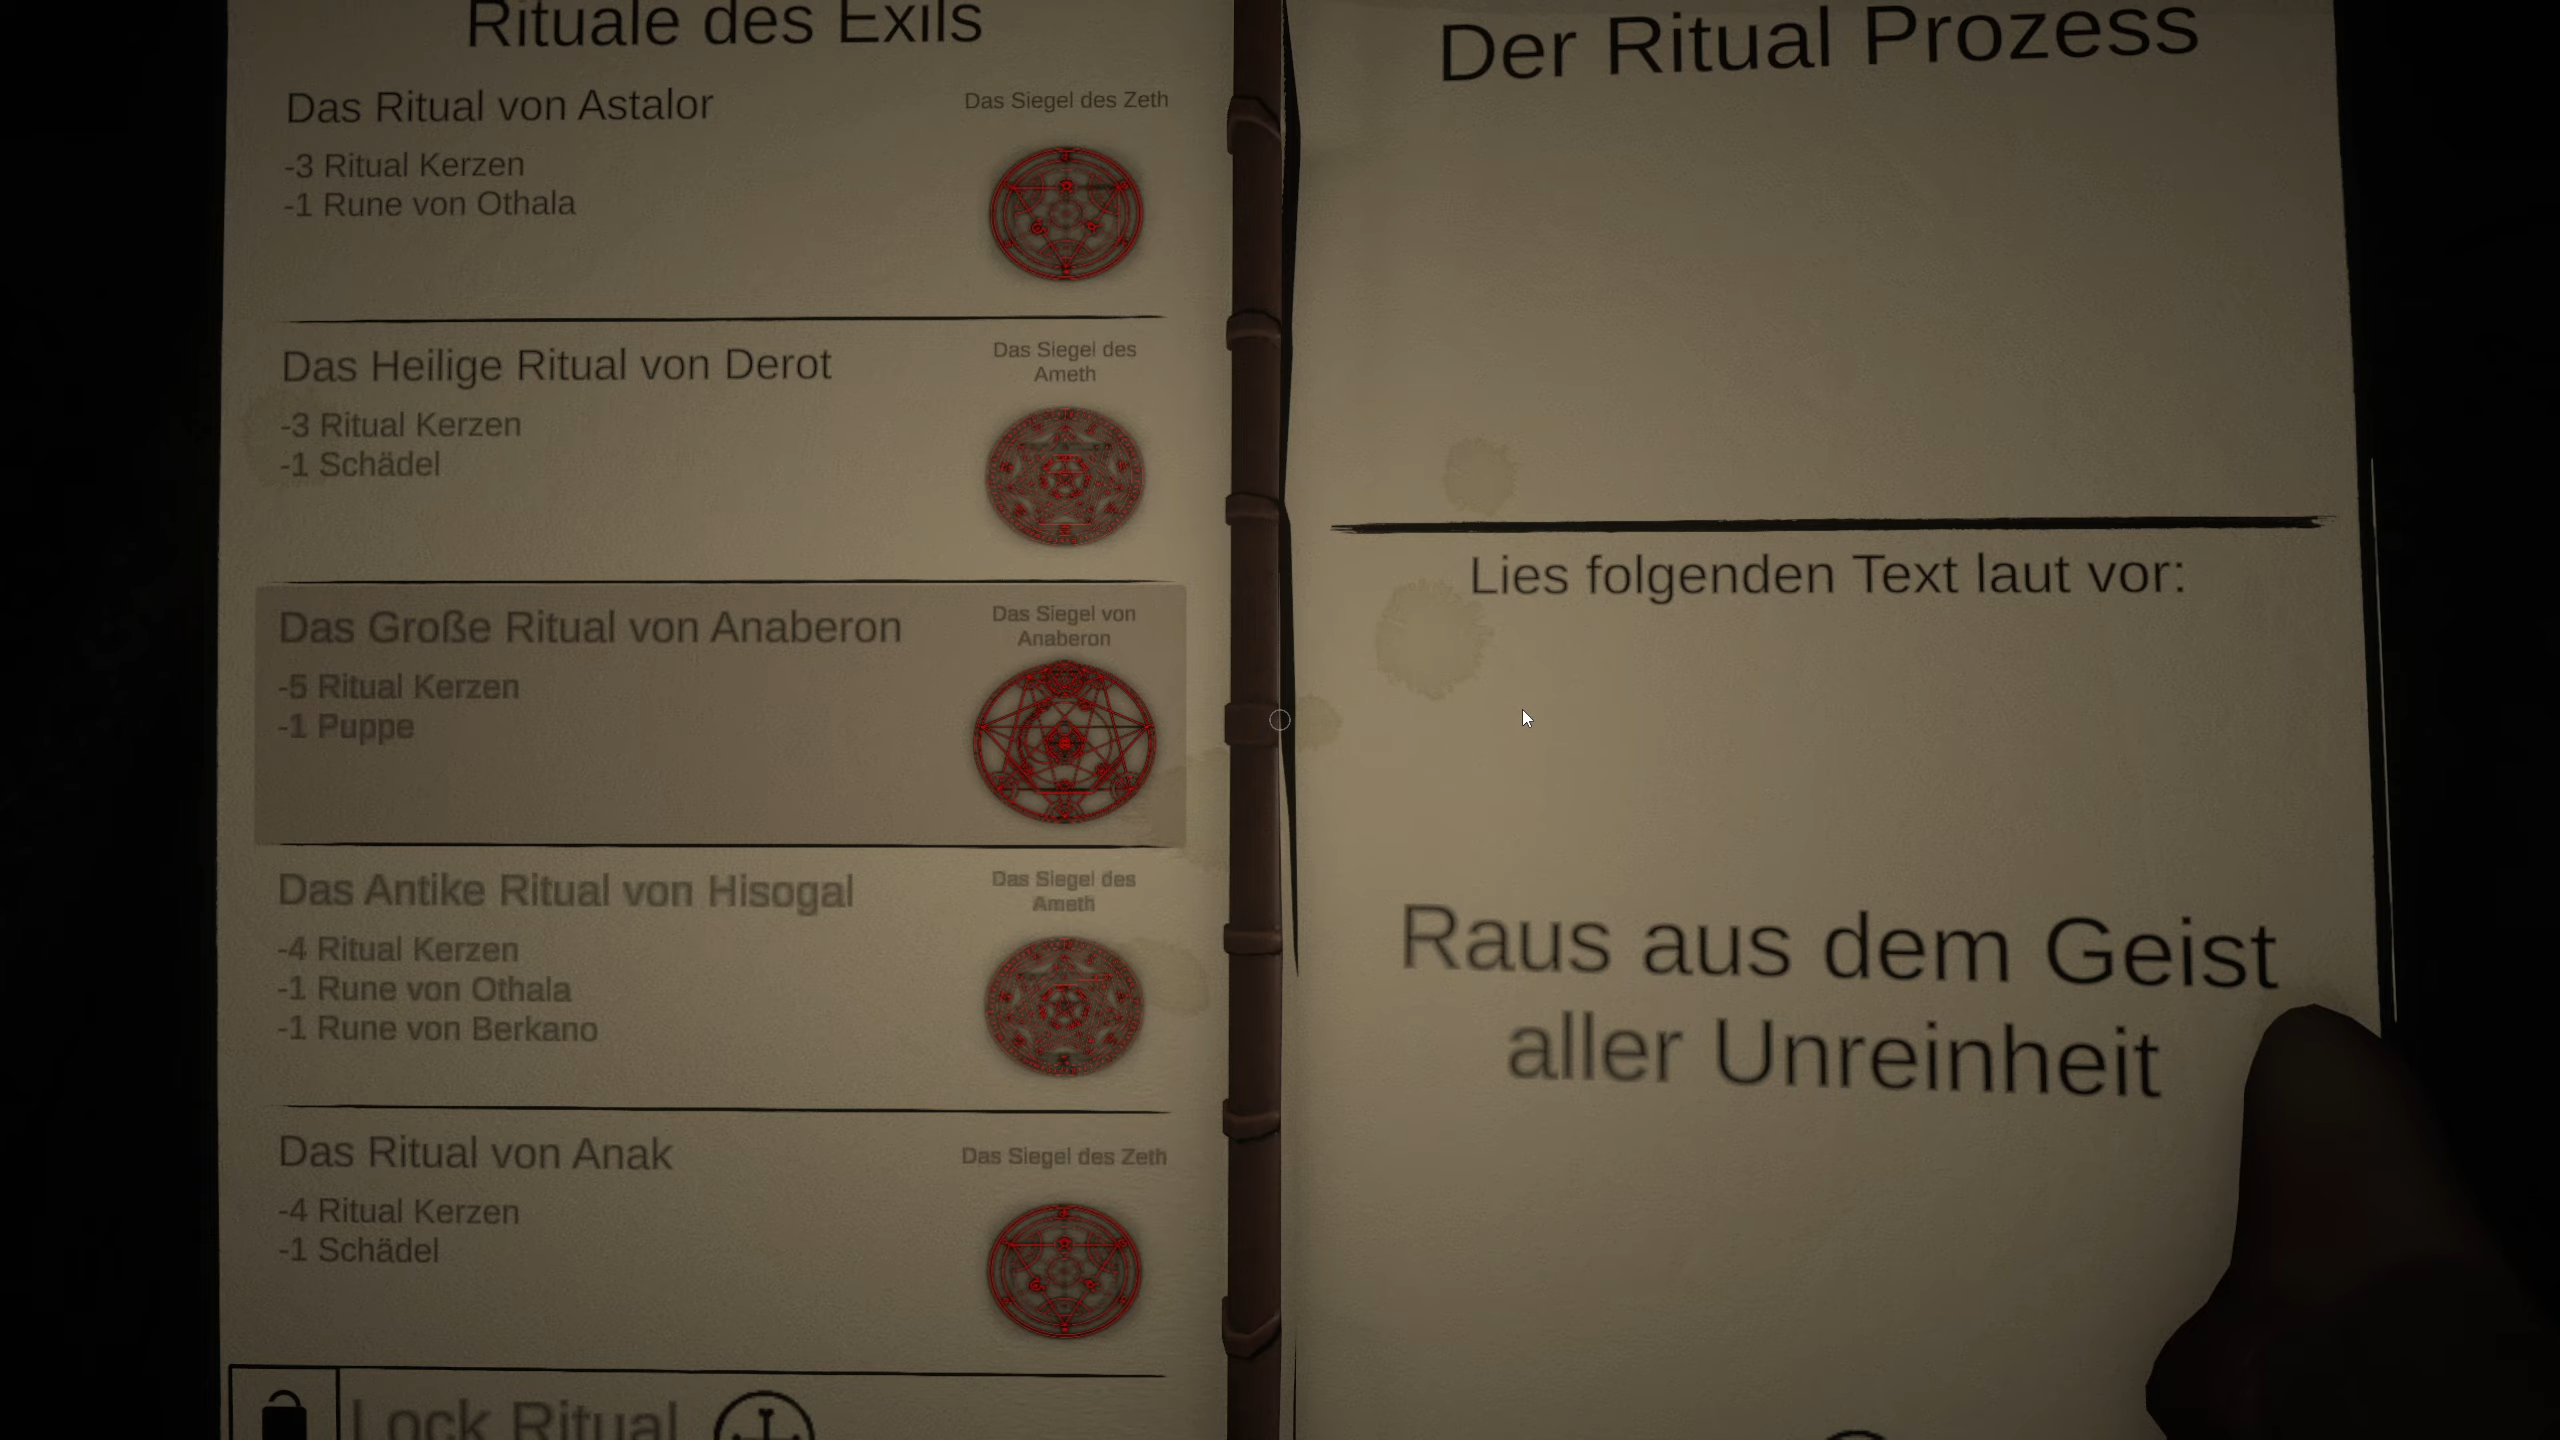 Rituale des Exils
Das Ritual von Astalor
Das Siegel des Zeth
-3 Ritual Kerzen
-1 Rune von Othala
Das Heilige Ritual von Derot
Das Siegel des
Ameth
-3 Ritual Kerzen
-1 Schädel
Das Große Ritual von Anaberon
Das Siegel von
Anaberon
-5 Ritual Kerzen
-1 Puppe
Das Antike Ritual von Hisogal
Das Siegel des
Ameth
-4 Ritual Kerzen
-1 Rune von Othala
-1 Rune von Berkano
Das Ritual von Anak
Das Siegel des Zeth
-4 Ritual Kerzen
-1 Schädel
Lock Ritual
Der Ritual Prozess
Lies folgenden Text laut vor:
Raus aus dem Geist
aller Unreinheit